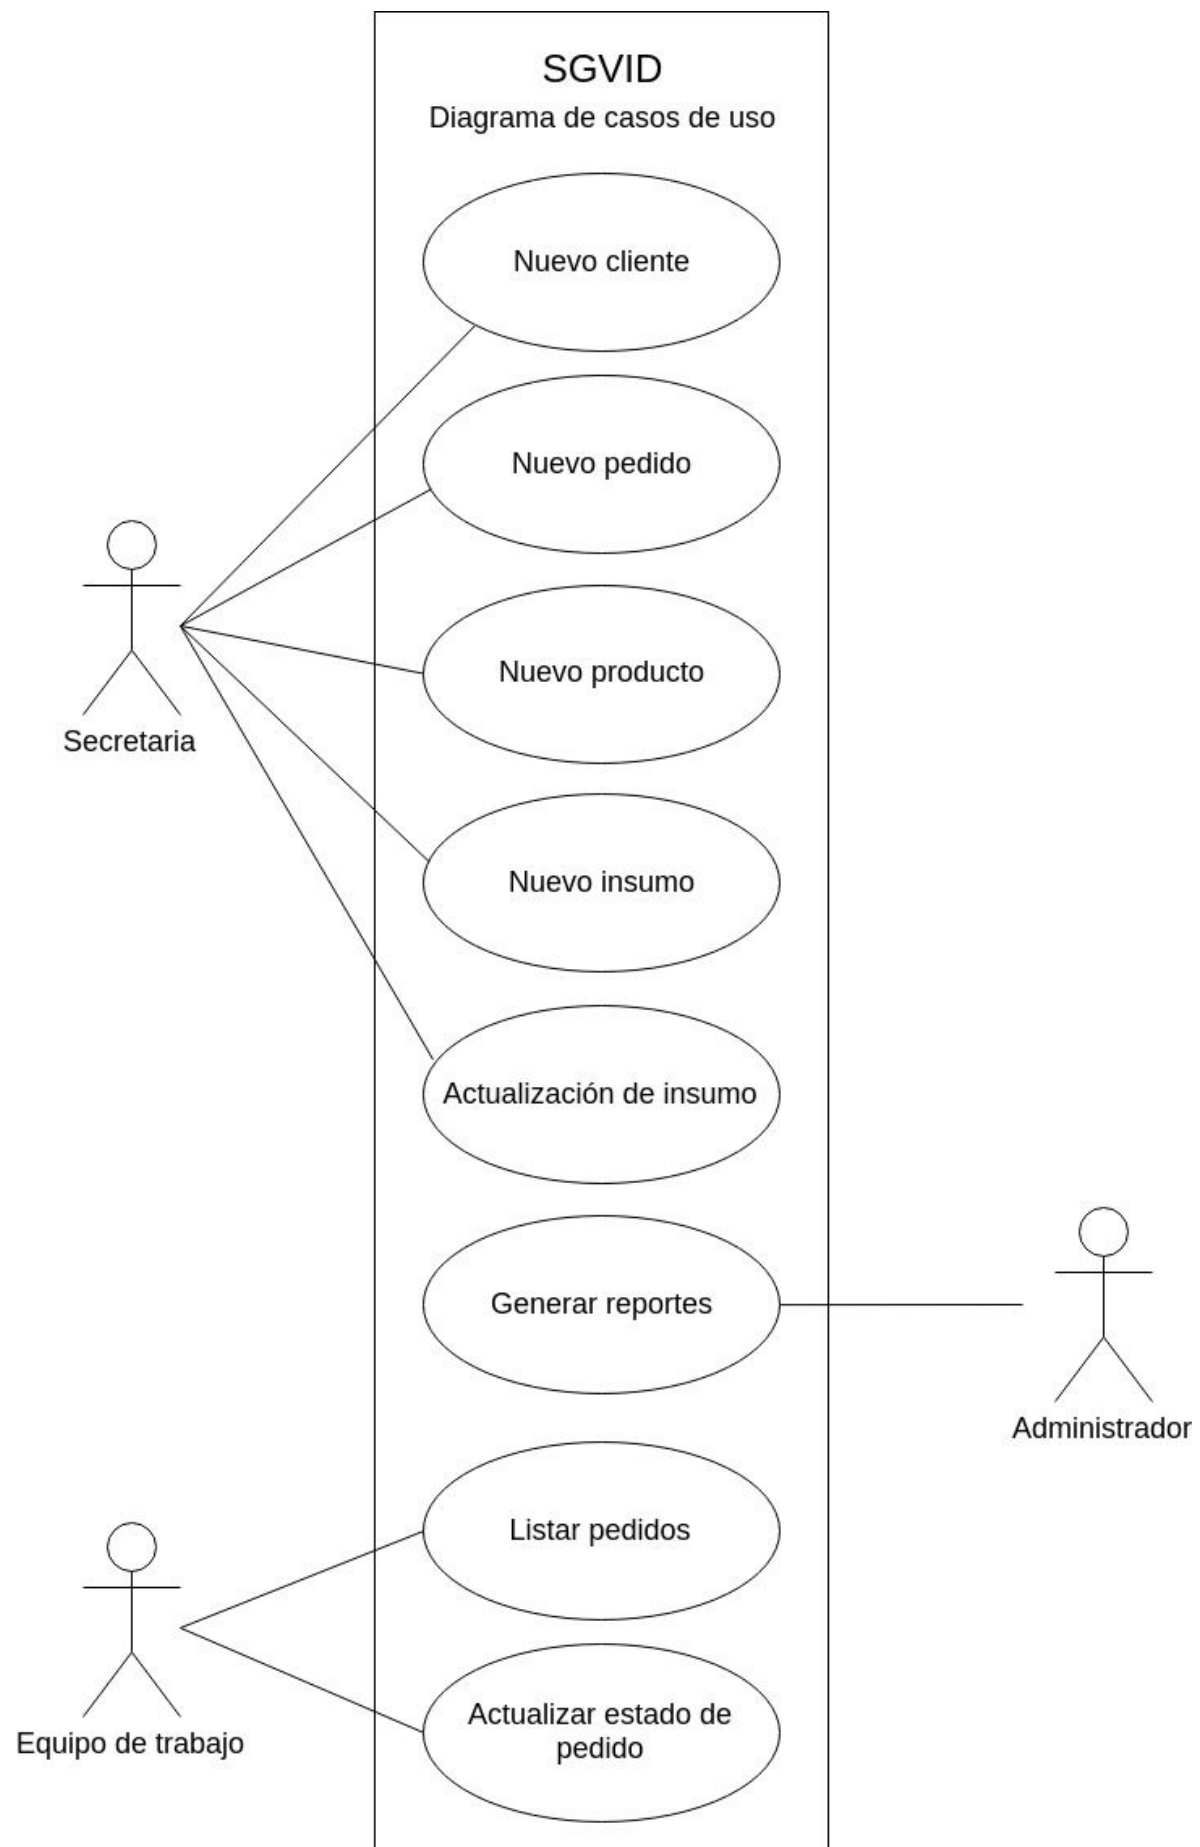 SGVID
Diagrama de casos de uso
Nuevo cliente
Nuevo pedido
Nuevo producto
Secretaria
Nuevo insumo
Actualización de insumo
Generar reportes
Administrador
Listar pedidos
Actualizar estado de
pedido
Equipo de trabajo